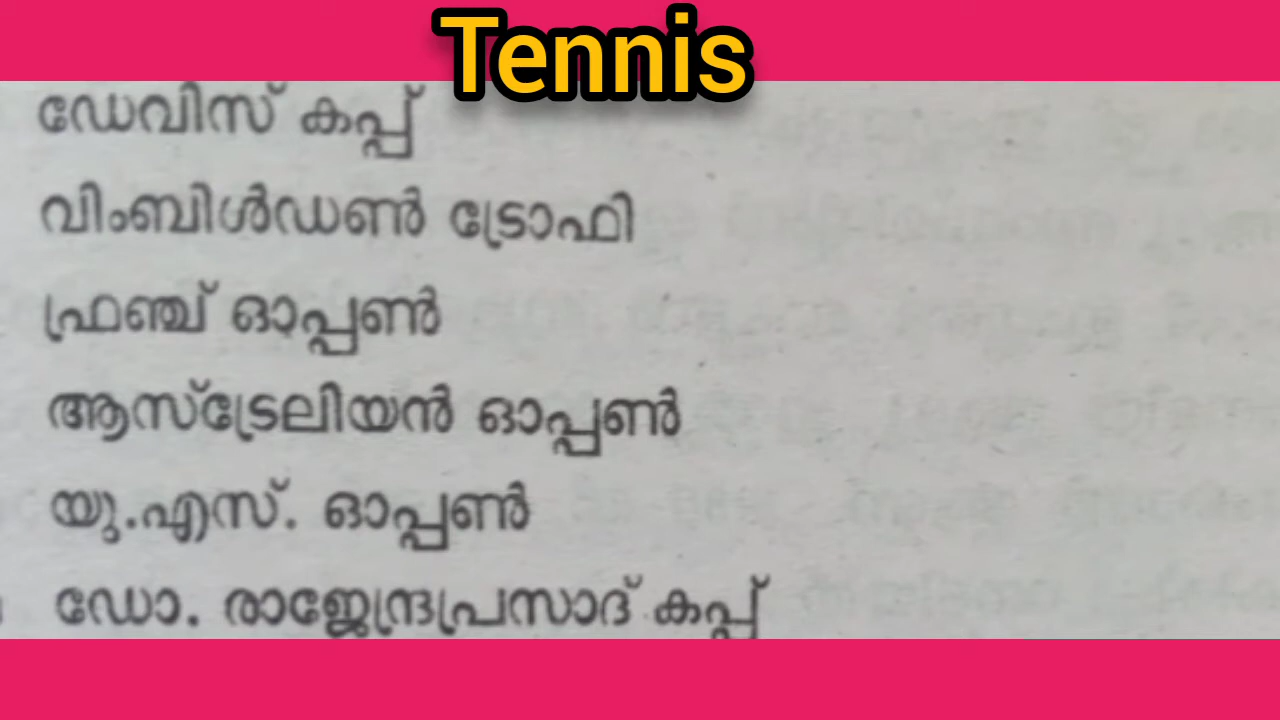 Tennis
ഡേവിസ് കപ്പ്
വിംബിൾഡൺ ട്രോഫി
ഫ്രഞ്ച് ഓപ്പൺ
ആസ്ട്രേലിയൻ ഓപ്പൺ
യു.എസ്. ഓപ്പൺ
ഡോ. രാജേന്ദ്രപ്രസാദ് കപ്പ്